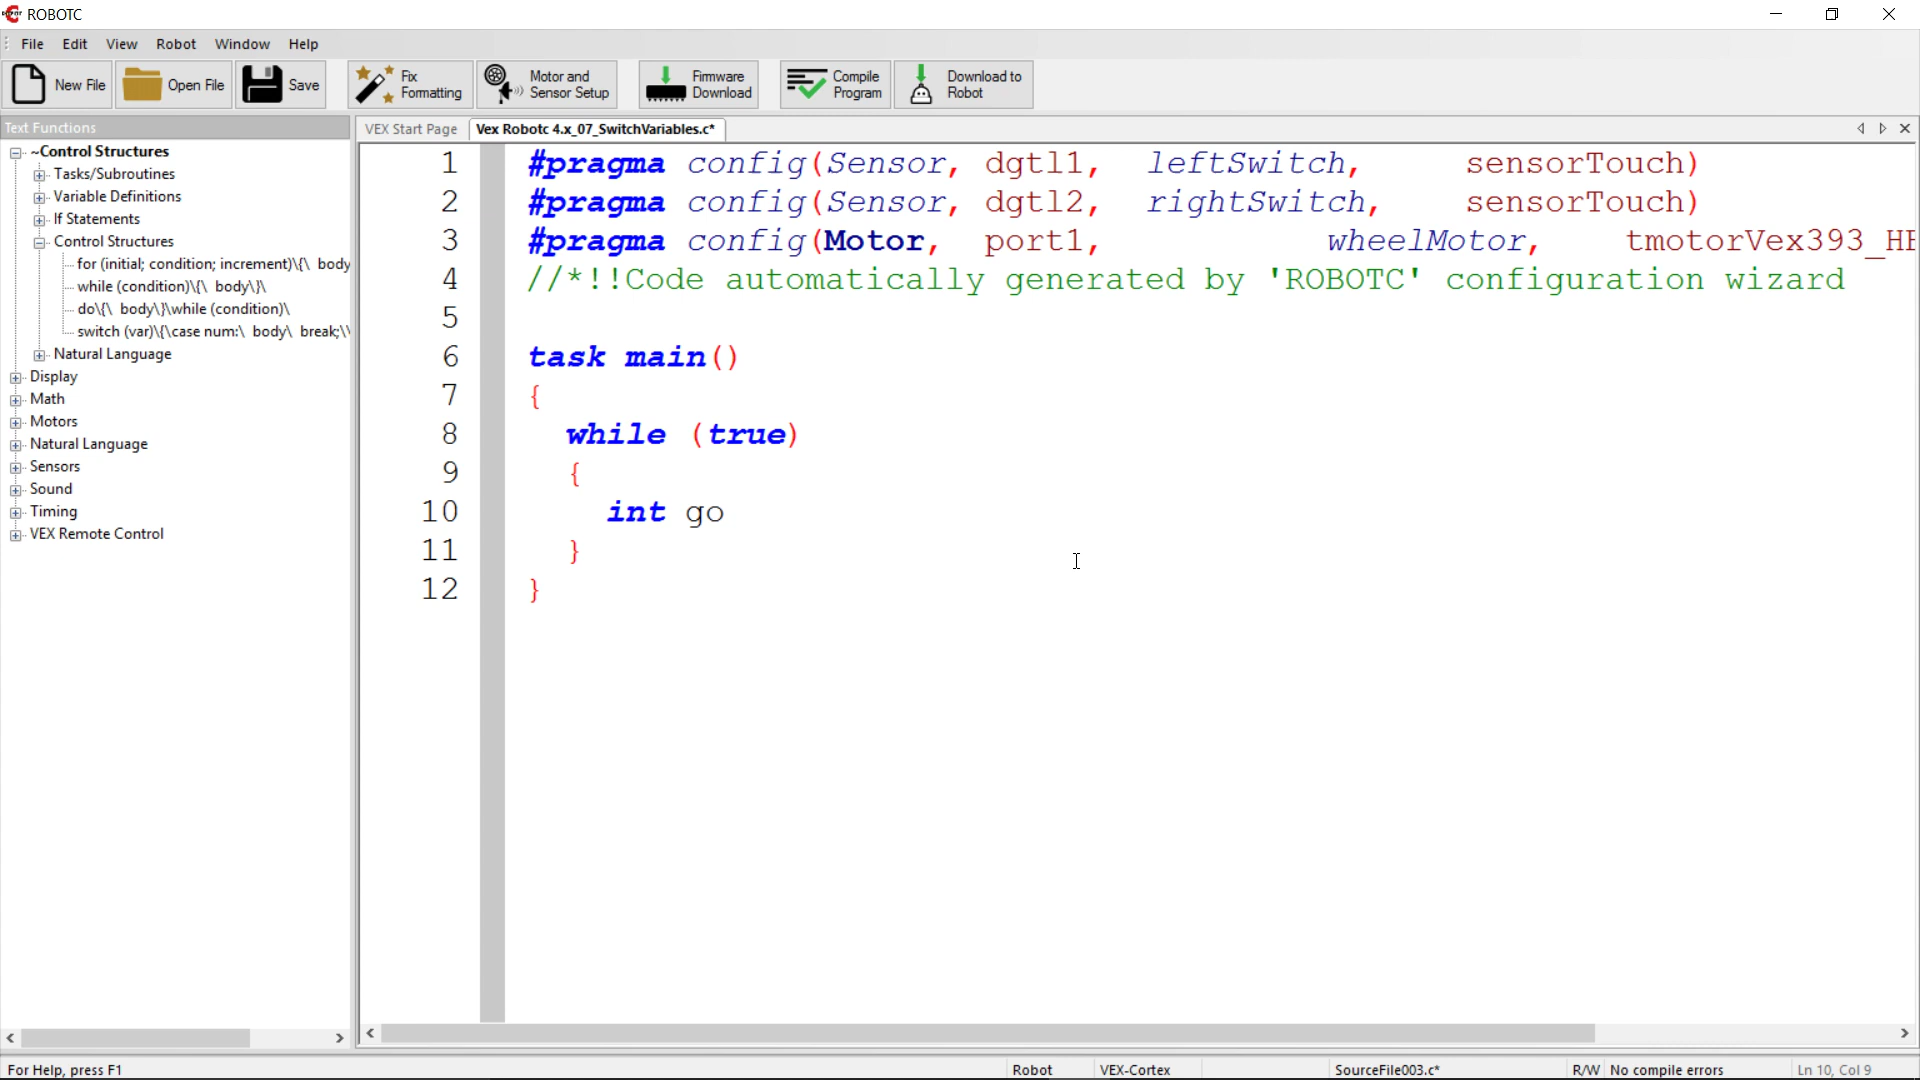 ROBOTC
File Edit View Robot Window Help
New File Open File Save Fix Formatting Motor and Sensor Setup Firmware Download Compile Program Download to Robot
Text Functions
~Control Structures
Tasks/Subroutines
Variable Definitions
If Statements
Control Structures
for (initial; condition; increment)\{\ body
while (condition)\{\ body\}\
do\{\ body\}\while (condition)\
switch (var)\{\case num:\ body\ break;\\
Natural Language
Display
Math
Motors
Natural Language
Sensors
Sound
Timing
VEX Remote Control
VEX Start Page Vex Robotc 4.x_07_SwitchVariables.c*
1 #pragma config(Sensor, dgtl1, leftSwitch, sensorTouch)
2 #pragma config(Sensor, dgtl2, rightSwitch, sensorTouch)
3 #pragma config(Motor, port1, wheelMotor, tmotorVex393_HB
4 //*!!Code automatically generated by 'ROBOTC' configuration wizard
5
6 task main()
7 {
8 while (true)
9 {
10 int go
11 }
12 }
For Help, press F1 Robot VEX-Cortex SourceFile003.c* R/W No compile errors Ln 10, Col 9